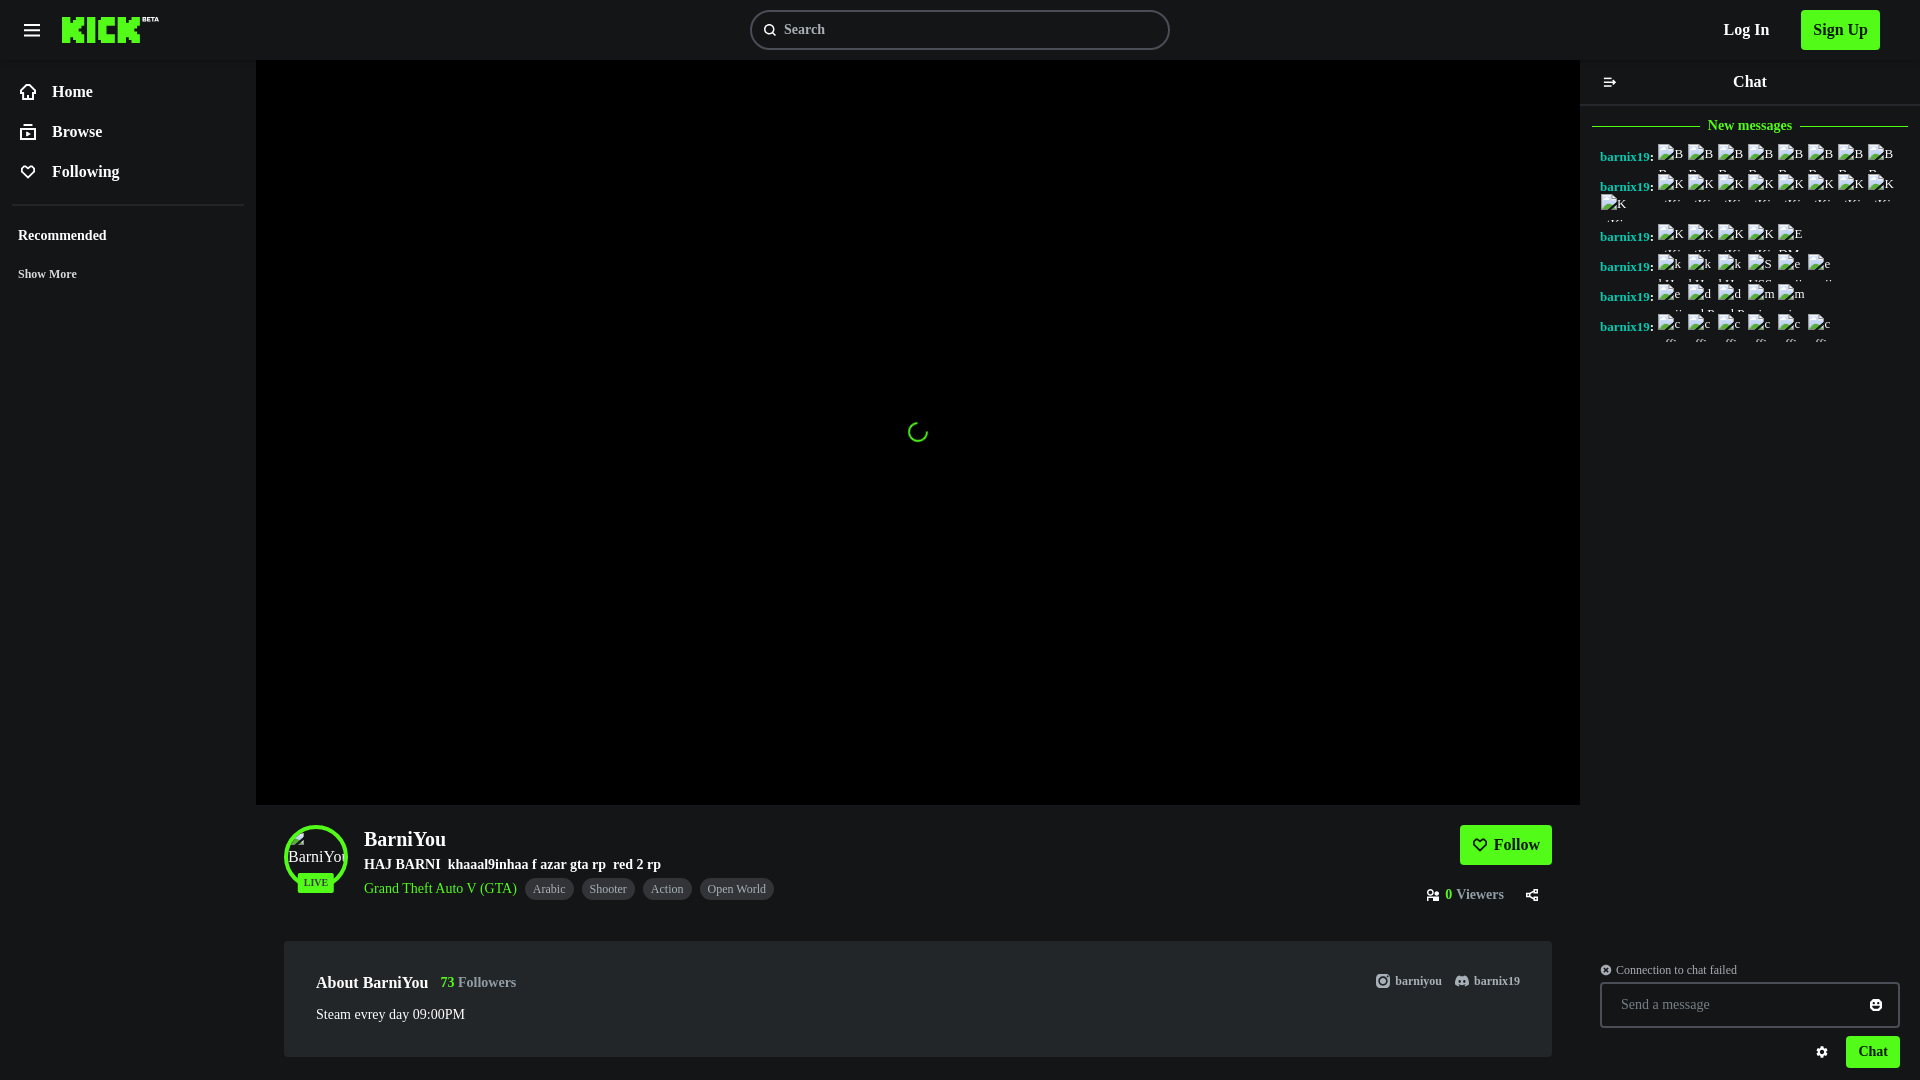 KICK BETA
Search
Log In
Sign Up
Home
Browse
Following
Recommended
Show More
Chat
New messages
barnix19: B B B B B B B B
barnix19: K K K K K K K K
K
barnix19: K K K K E
barnix19: k k k S e e
barnix19: e d d m m
barnix19: c c c c c c
BarniYou
LIVE
BarniYou
HAJ BARNI khaaal9inhaa f azar gta rp red 2 rp
Grand Theft Auto V (GTA) Arabic Shooter Action Open World
Follow
0 Viewers
About BarniYou 73 Followers
barniyou barnix19
Steam evrey day 09:00PM
Connection to chat failed
Send a message
Chat